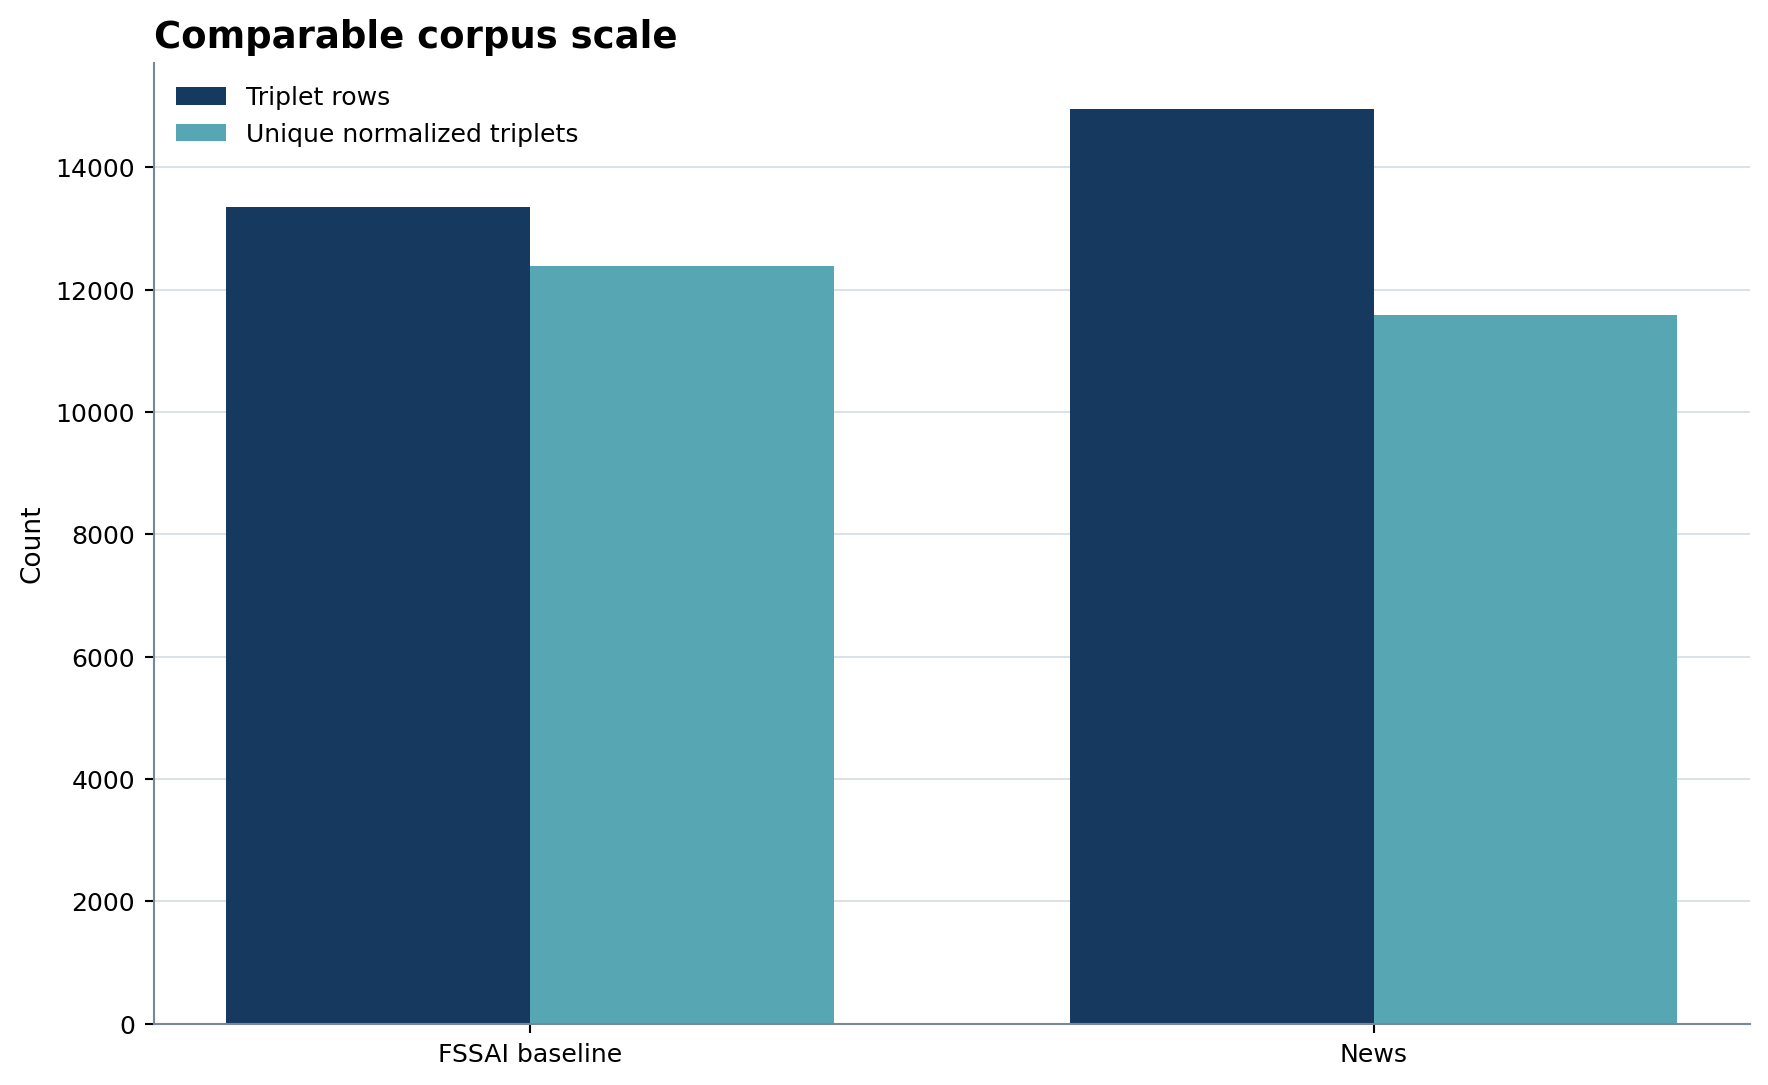 Comparable corpus scale
Triplet rows
Unique normalized triplets
14000
12000
10000
8000
6000
4000
2000
0
Count
FSSAI baseline
News